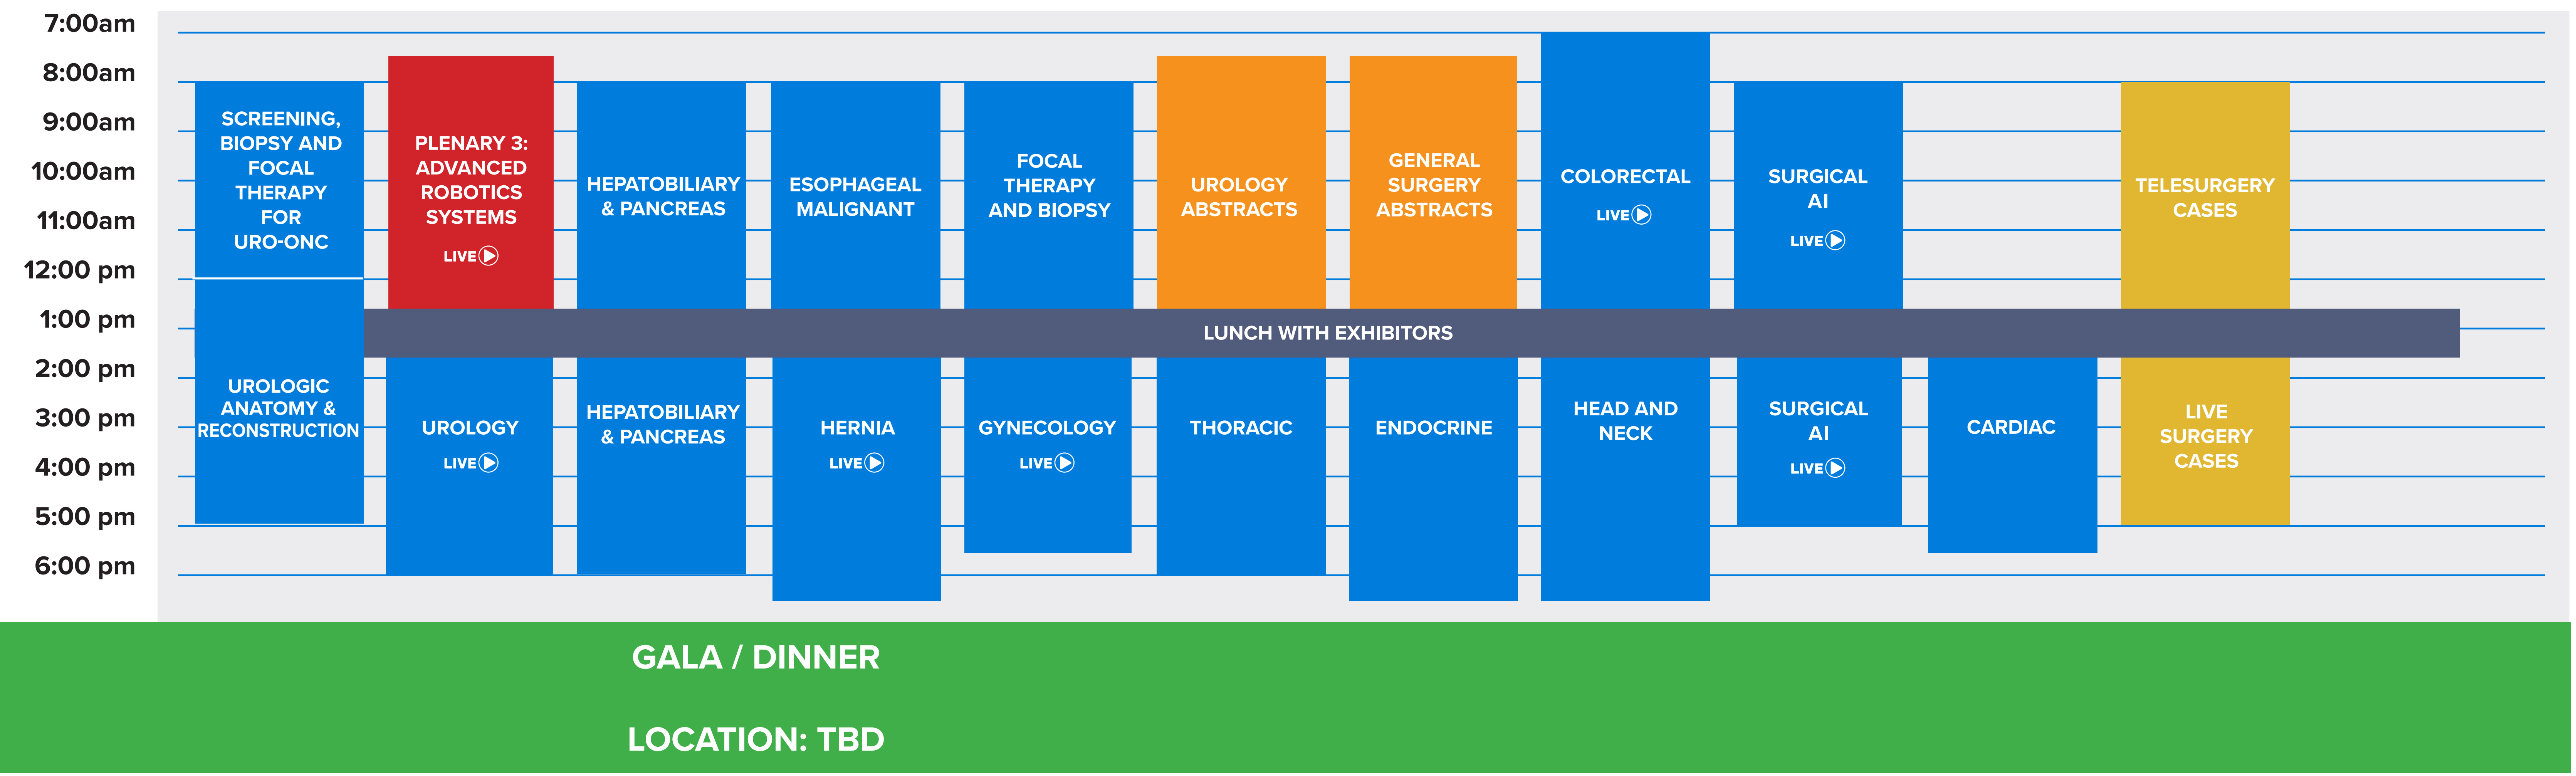 7:00am
8:00am
9:00am
10:00am
11:00am
12:00 pm
1:00 pm
2:00 pm
3:00 pm
4:00 pm
5:00 pm
6:00 pm
SCREENING,
BIOPSY AND
FOCAL
THERAPY
FOR
URO-ONC
PLENARY 3:
ADVANCED
ROBOTICS
SYSTEMS
LIVE
HEPATOBILIARY
& PANCREAS
ESOPHAGEAL
MALIGNANT
FOCAL
THERAPY
AND BIOPSY
UROLOGY
ABSTRACTS
GENERAL
SURGERY
ABSTRACTS
COLORECTAL
LIVE
SURGICAL
AI
LIVE
TELESURGERY
CASES
LUNCH WITH EXHIBITORS
UROLOGIC
ANATOMY &
RECONSTRUCTION
UROLOGY
LIVE
HEPATOBILIARY
& PANCREAS
HERNIA
LIVE
GYNECOLOGY
LIVE
THORACIC
ENDOCRINE
HEAD AND
NECK
SURGICAL
AI
LIVE
CARDIAC
LIVE
SURGERY
CASES
GALA / DINNER
LOCATION: TBD